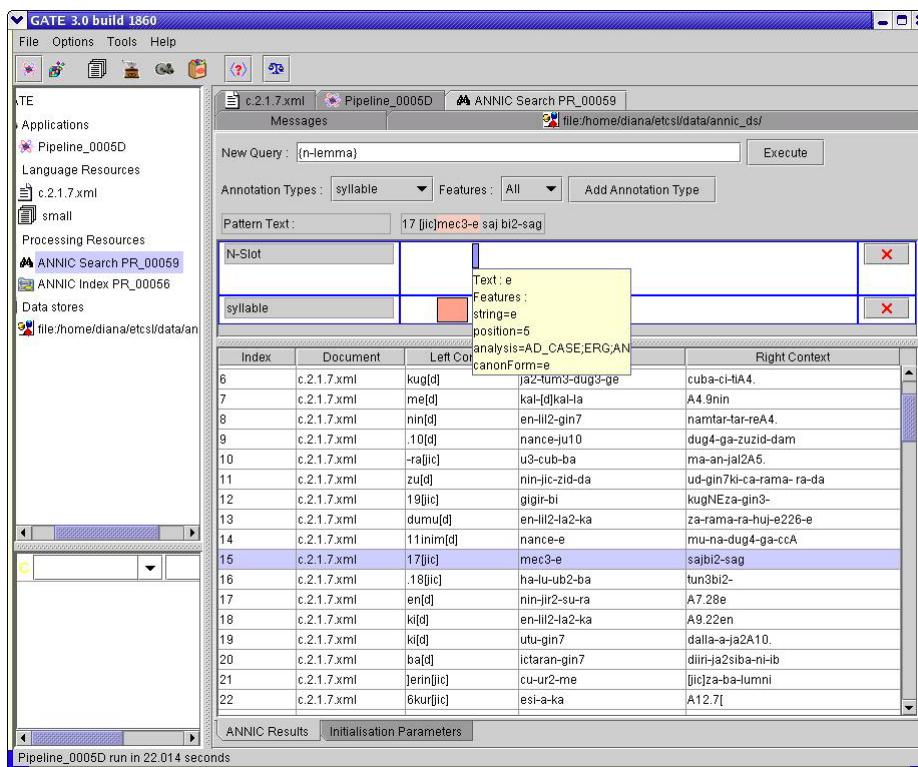 GATE 3.0 build 1860
File Options Tools Help
TE
Applications
Pipeline_0005D
Language Resources
c.2.1.7.xml
small
Processing Resources
ANNIC Search PR_00059
ANNIC Index PR_00056
Data stores
file:/home/diana/etcsl/data/an
c.2.1.7.xml Pipeline_0005D ANNIC Search PR_00059
Messages file:/home/diana/etcsl/data/annic_ds/
New Query : {n-lemma} Execute
Annotation Types : syllable Features : All Add Annotation Type
Pattern Text : 17 [jic]mec3-e saj bi2-sag
N-Slot
Text : e
Features :
syllable string=e
position=5
analysis=AD_CASE;ERG;AN
canonForm=e
Index Document Left Co Right Context
6 c.2.1.7.xml kug[d] ja2-tum3-dug3-ge cuba-ci-tiA4.
7 c.2.1.7.xml me[d] kal-[d]kal-la A4.9nin
8 c.2.1.7.xml nin[d] en-lil2-gin7 namtar-tar-reA4.
9 c.2.1.7.xml .10[d] nance-ju10 dug4-ga-zuzid-dam
10 c.2.1.7.xml -ra[jic] u3-cub-ba ma-an-jal2A5.
11 c.2.1.7.xml zu[d] nin-jic-zid-da ud-gin7ki-ca-rama- ra-da
12 c.2.1.7.xml 19[jic] gigir-bi kugNEza-gin3-
13 c.2.1.7.xml dumu[d] en-lil2-la2-ka za-rama-ra-huj-e226-e
14 c.2.1.7.xml 11inim[d] nance-e mu-na-dug4-ga-ccA
15 c.2.1.7.xml 17[jic] mec3-e sajbi2-sag
16 c.2.1.7.xml .18[jic] ha-lu-ub2-ba tun3bi2-
17 c.2.1.7.xml en[d] nin-jir2-su-ra A7.28e
18 c.2.1.7.xml ki[d] en-lil2-la2-ka A9.22en
19 c.2.1.7.xml ki[d] utu-gin7 dalla-a-ja2A10.
20 c.2.1.7.xml ba[d] ictaran-gin7 diiri-ja2siba-ni-ib
21 c.2.1.7.xml ]erin[jic] cu-ur2-me [jic]za-ba-lumni
22 c.2.1.7.xml 6kur[jic] esi-a-ka A12.7[
ANNIC Results Initialisation Parameters
Pipeline_0005D run in 22.014 seconds